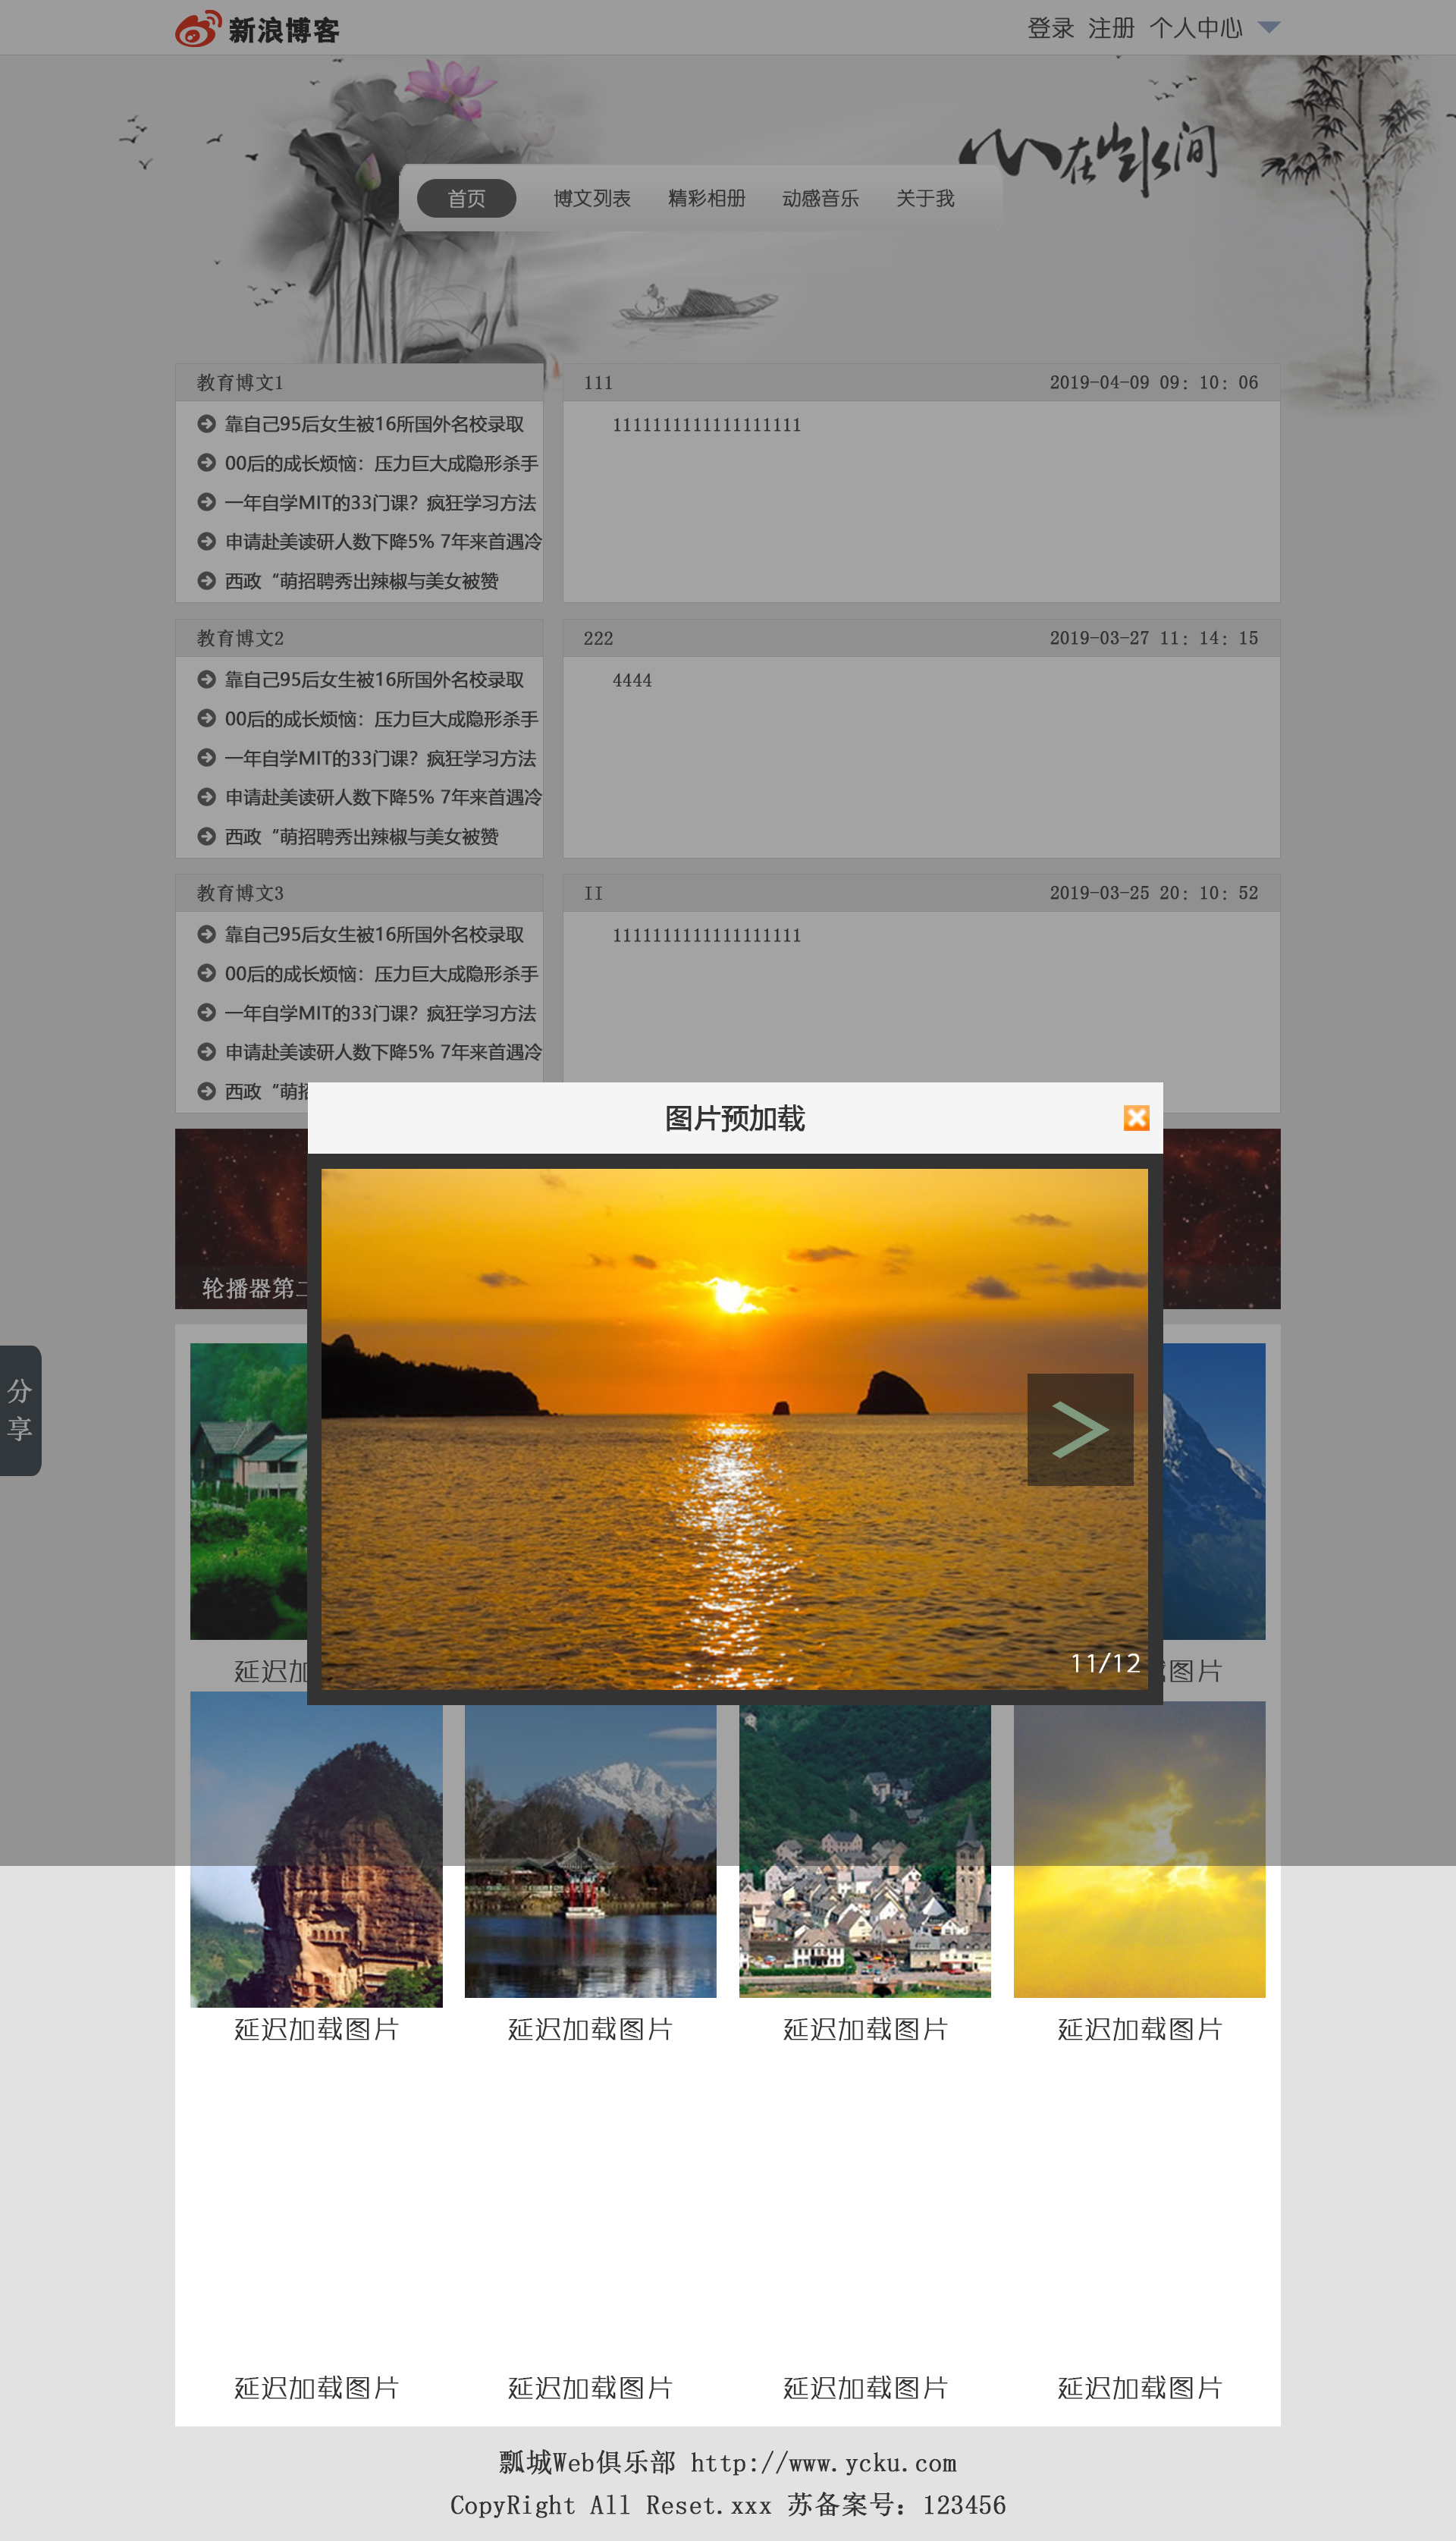 新浪博客
登录 注册 个人中心
心在山水间
首页 博文列表 精彩相册 动感音乐 关于我
教育博文1
靠自己95后女生被16所国外名校录取
00后的成长烦恼：压力巨大成隐形杀手
一年自学MIT的33门课？疯狂学习方法
申请赴美读研人数下降5% 7年来首遇冷
西政“萌招聘秀出辣椒与美女被赞
111 2019-04-09 09：10：06
1111111111111111111
教育博文2
靠自己95后女生被16所国外名校录取
00后的成长烦恼：压力巨大成隐形杀手
一年自学MIT的33门课？疯狂学习方法
申请赴美读研人数下降5% 7年来首遇冷
西政“萌招聘秀出辣椒与美女被赞
222 2019-03-27 11：14：15
4444
教育博文3
靠自己95后女生被16所国外名校录取
00后的成长烦恼：压力巨大成隐形杀手
一年自学MIT的33门课？疯狂学习方法
申请赴美读研人数下降5% 7年来首遇冷
西政“萌招
II 2019-03-25 20：10：52
1111111111111111111
图片预加载
轮播器第二
分
享
>
11/12
延迟加
图片
延迟加载图片 延迟加载图片 延迟加载图片 延迟加载图片
延迟加载图片 延迟加载图片 延迟加载图片 延迟加载图片
瓢城Web俱乐部 http://www.ycku.com
CopyRight All Reset.xxx 苏备案号：123456